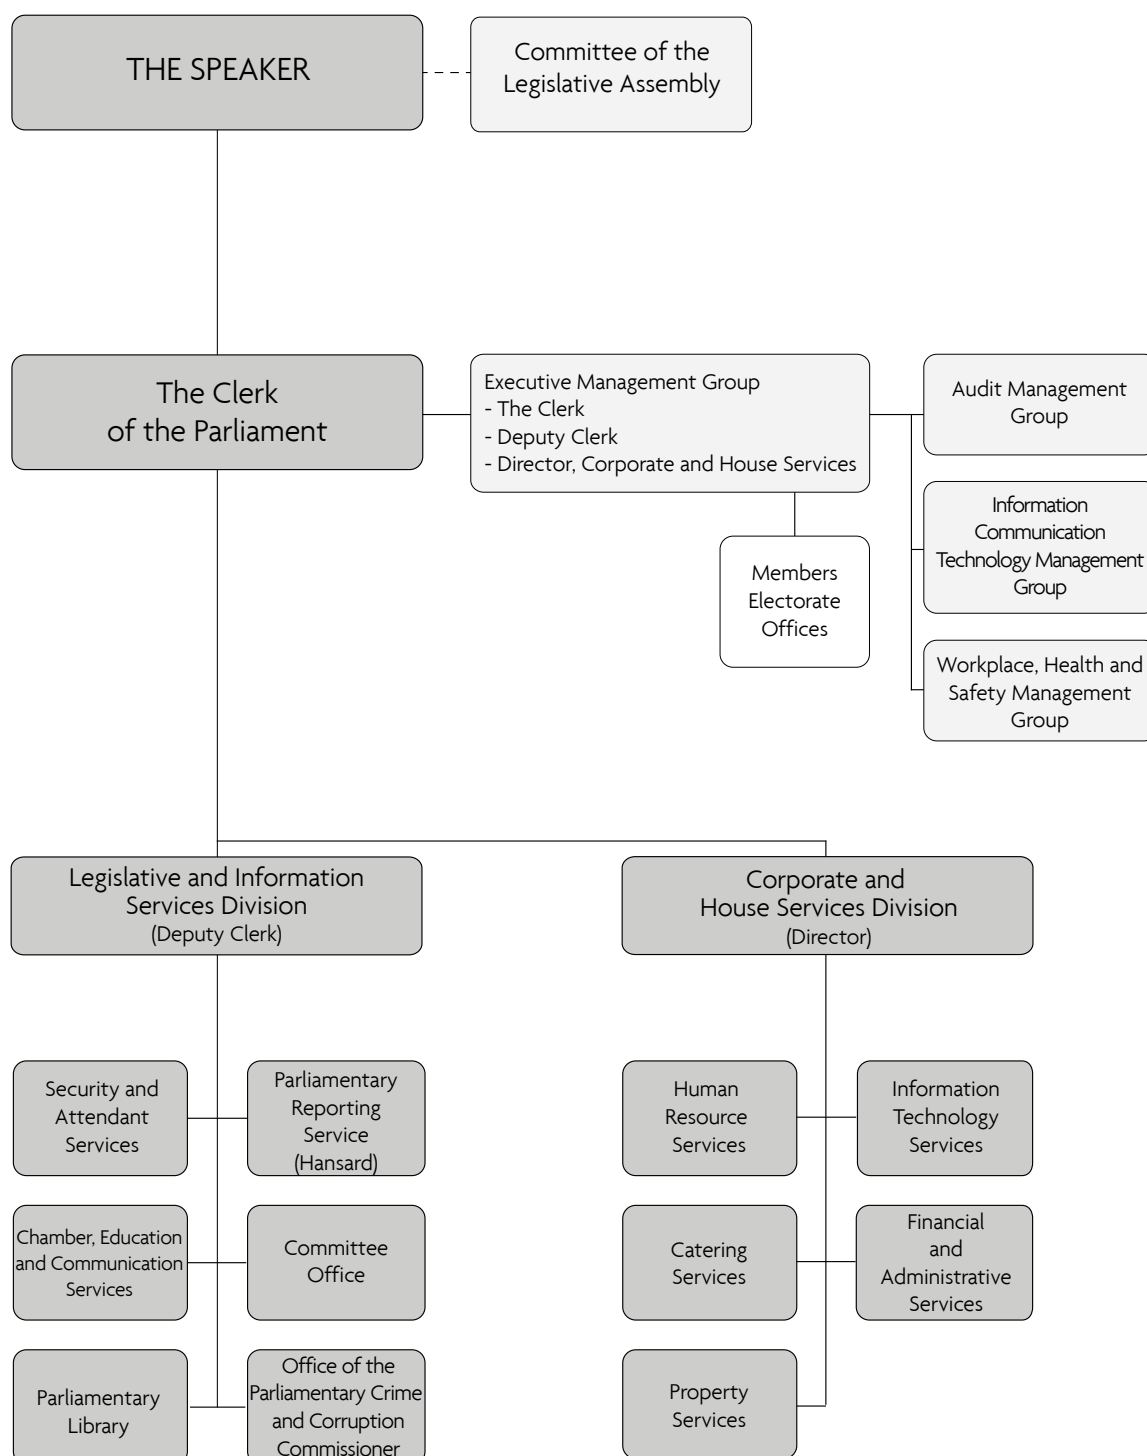 THE SPEAKER
Committee of the
Legislative Assembly
The Clerk
of the Parliament
Executive Management Group
- The Clerk
- Deputy Clerk
- Director, Corporate and House Services
Audit Management
Group
Information
Communication
Technology Management
Group
Members
Electorate
Offices
Workplace, Health and
Safety Management
Group
Legislative and Information
Services Division
(Deputy Clerk)
Corporate and
House Services Division
(Director)
Security and
Attendant
Services
Parliamentary
Reporting
Service
(Hansard)
Human
Resource
Services
Information
Technology
Services
Chamber, Education
and Communication
Services
Committee
Office
Catering
Services
Financial
and
Administrative
Services
Parliamentary
Library
Office of the
Parliamentary Crime
and Corruption
Commissioner
Property
Services